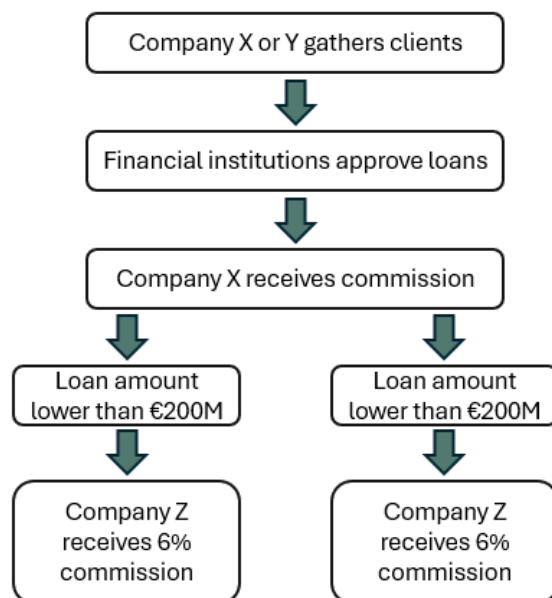 Company X or Y gathers clients
Financial institutions approve loans
Company X receives commission
Loan amount
lower than €200M
Loan amount
lower than €200M
Company Z
receives 6%
commission
Company Z
receives 6%
commission